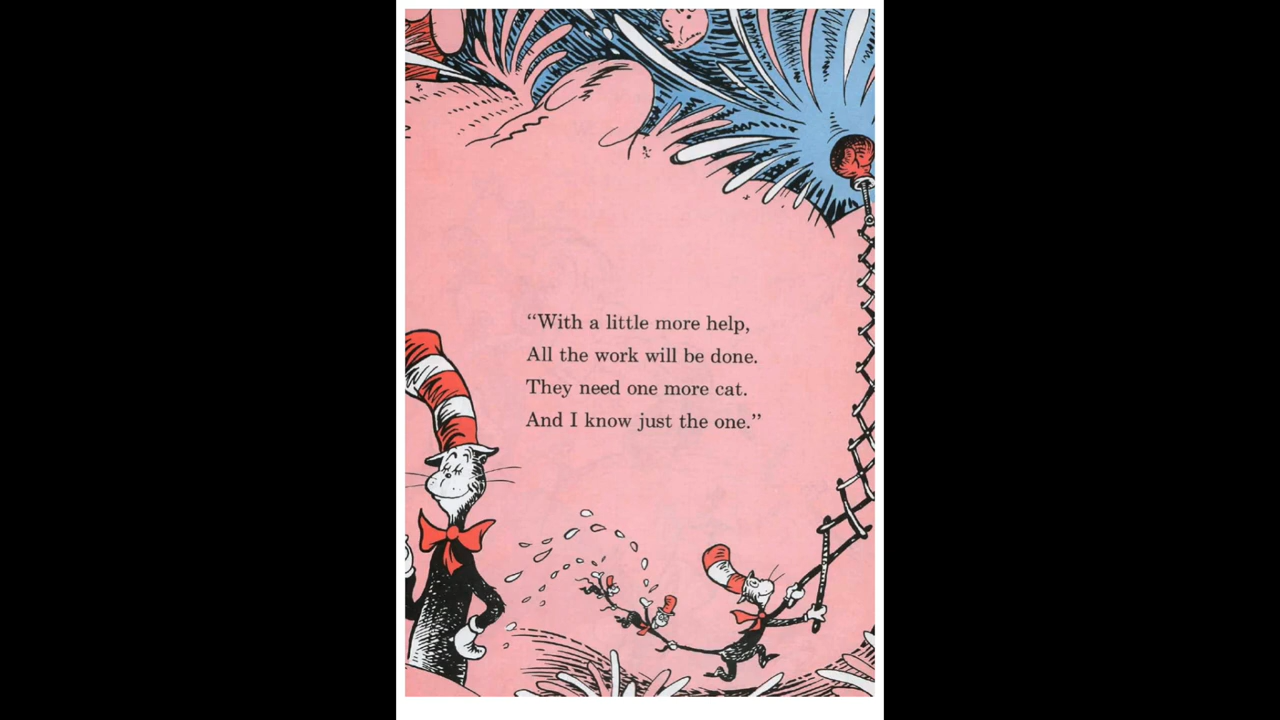 “With a little more help,
All the work will be done.
They need one more cat.
And I know just the one.”